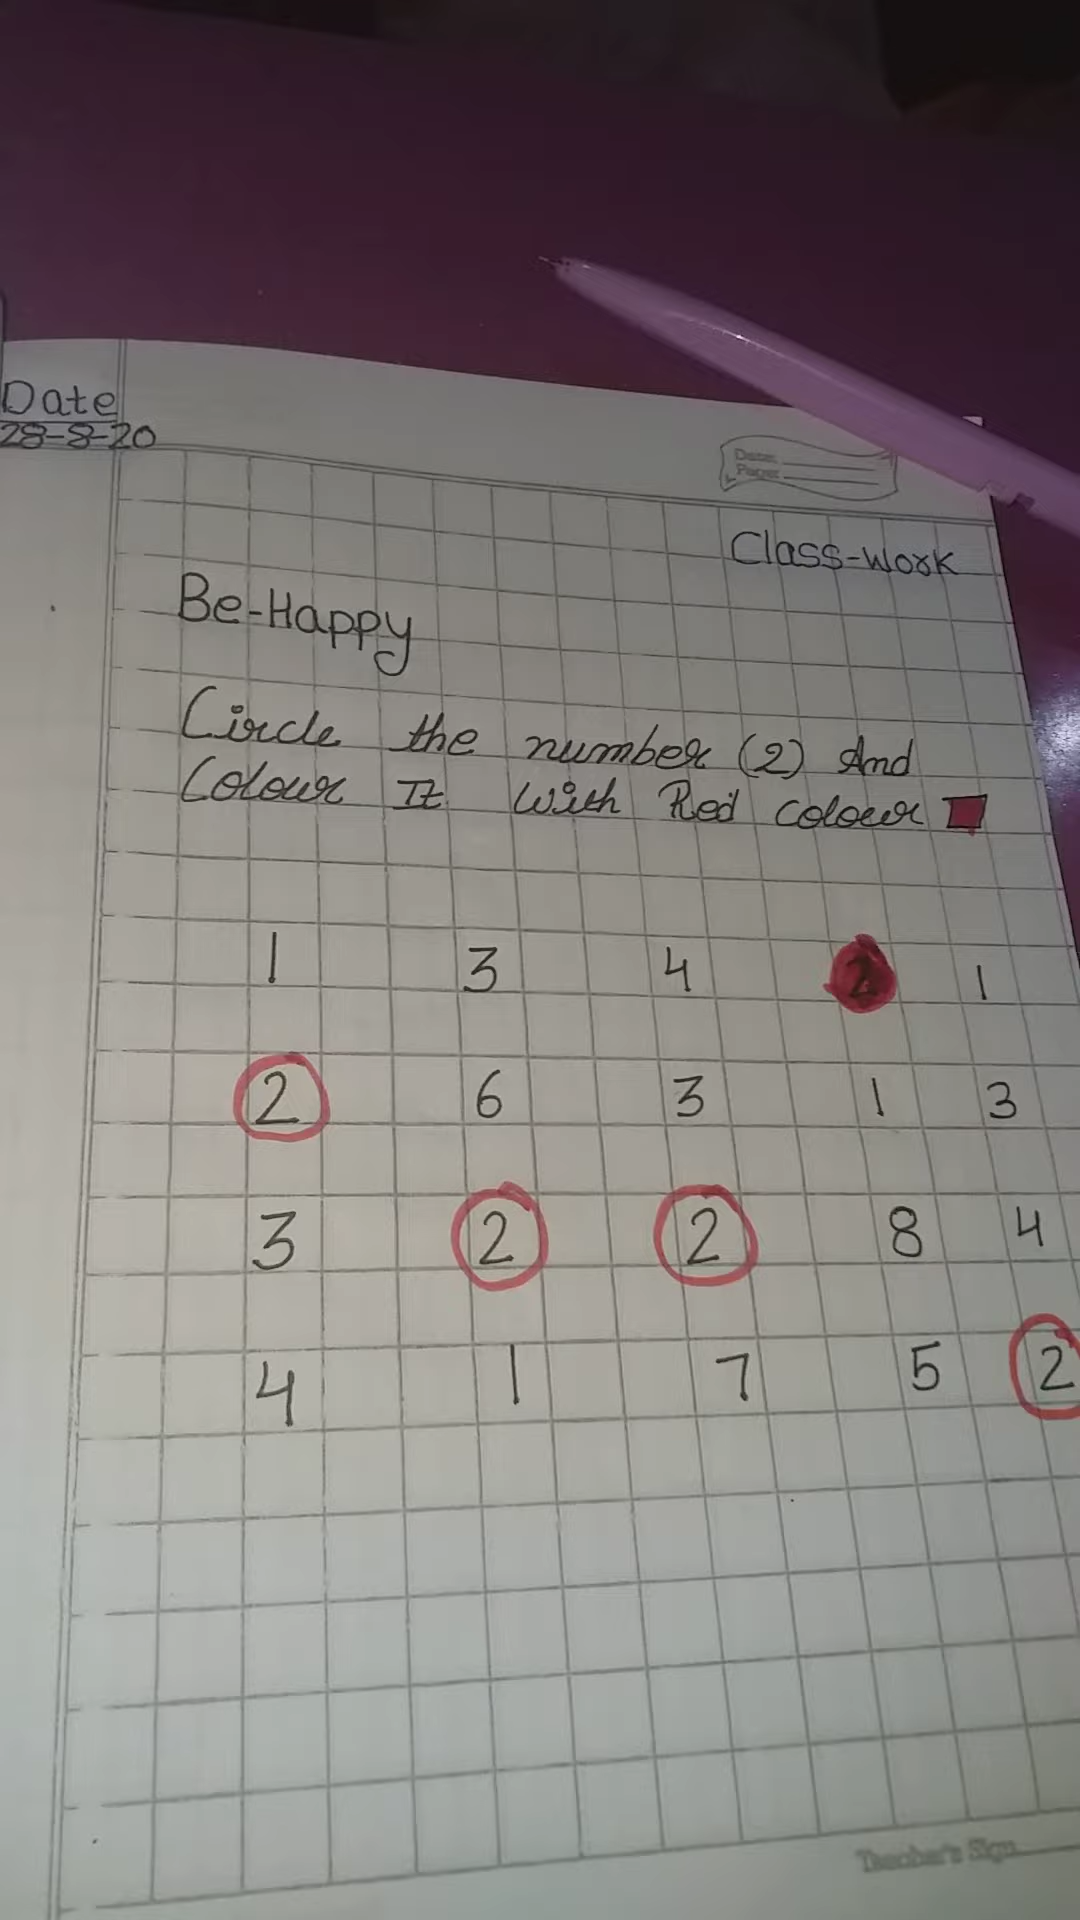 Date
28-8-20
Date:
Page:
Class-Work
Be-Happy
Circle the number (2) And
Colour It with Red colour
1 3 4 2 1
2 6 3 1 3
3 2 2 8 4
4 1 7 5 2
Teacher's Sign